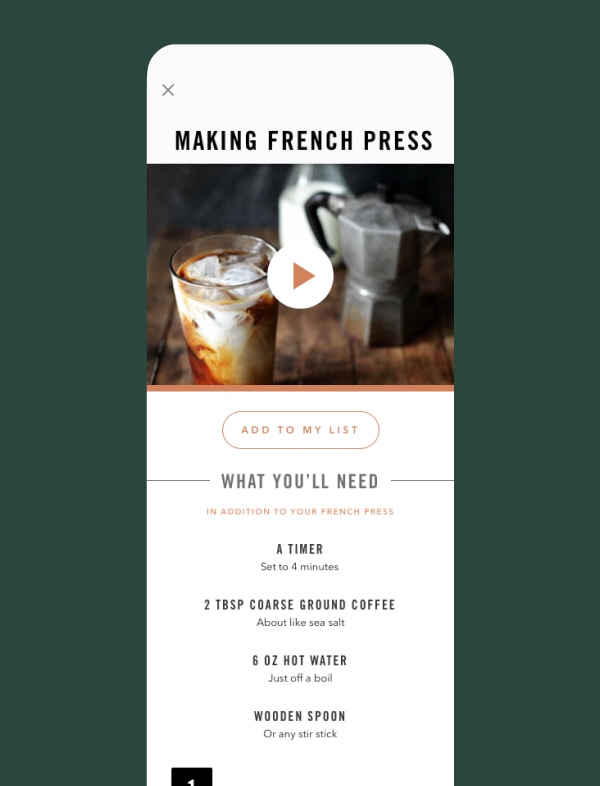 MAKING FRENCH PRESS
ADD TO MY LIST
WHAT YOU'LL NEED
IN ADDITION TO YOUR FRENCH PRESS
A TIMER
Set to 4 minutes
2 TBSP COARSE GROUND COFFEE
About like sea salt
6 OZ HOT WATER
Just off a boil
WOODEN SPOON
Or any stir stick
1